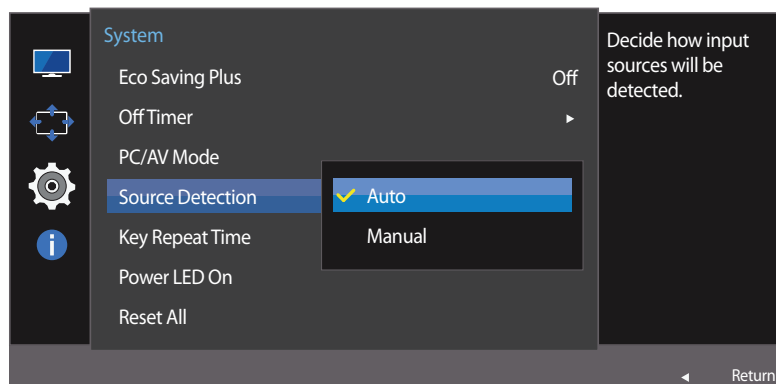 System
Eco Saving Plus Off
Off Timer
PC/AV Mode
Source Detection
Auto
Key Repeat Time
Manual
Power LED On
Reset All
Decide how input
sources will be
detected.
Return